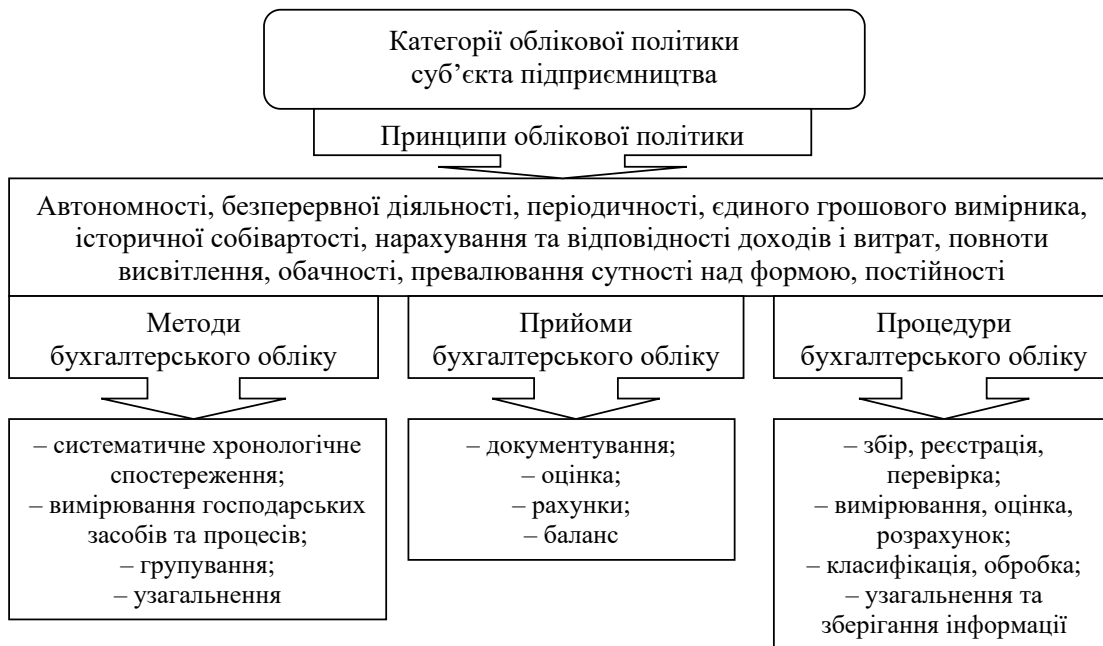 Категорії облікової політики
суб’єкта підприємництва
Принципи облікової політики
Автономності, безперервної діяльності, періодичності, єдиного грошового вимірника,
історичної собівартості, нарахування та відповідності доходів і витрат, повноти
висвітлення, обачності, превалювання сутності над формою, постійності
Методи
бухгалтерського обліку
Прийоми
бухгалтерського обліку
Процедури
бухгалтерського обліку
– систематичне хронологічне
спостереження;
– вимірювання господарських
засобів та процесів;
– групування;
– узагальнення
– документування;
– оцінка;
– рахунки;
– баланс
– збір, реєстрація,
перевірка;
– вимірювання, оцінка,
розрахунок;
– класифікація, обробка;
– узагальнення та
зберігання інформації